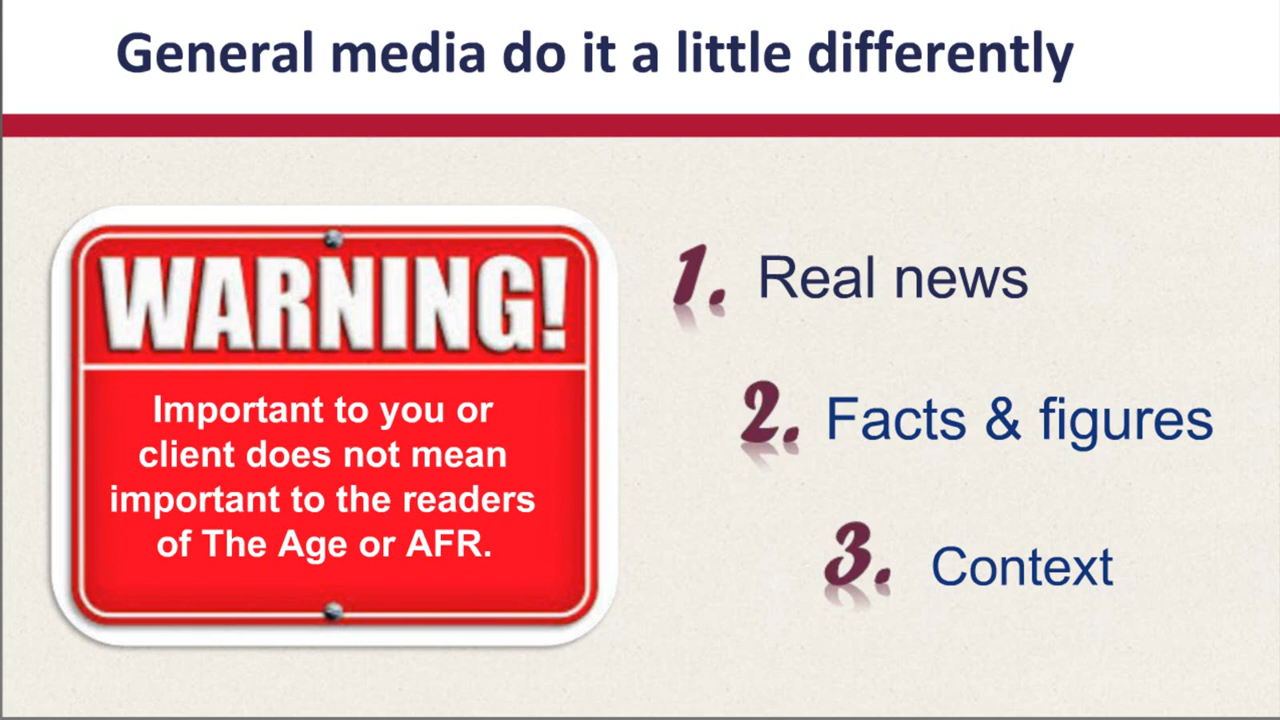 General media do it a little differently
WARNING!
Important to you or
client does not mean
important to the readers
of The Age or AFR.
1. Real news
2. Facts & figures
3. Context